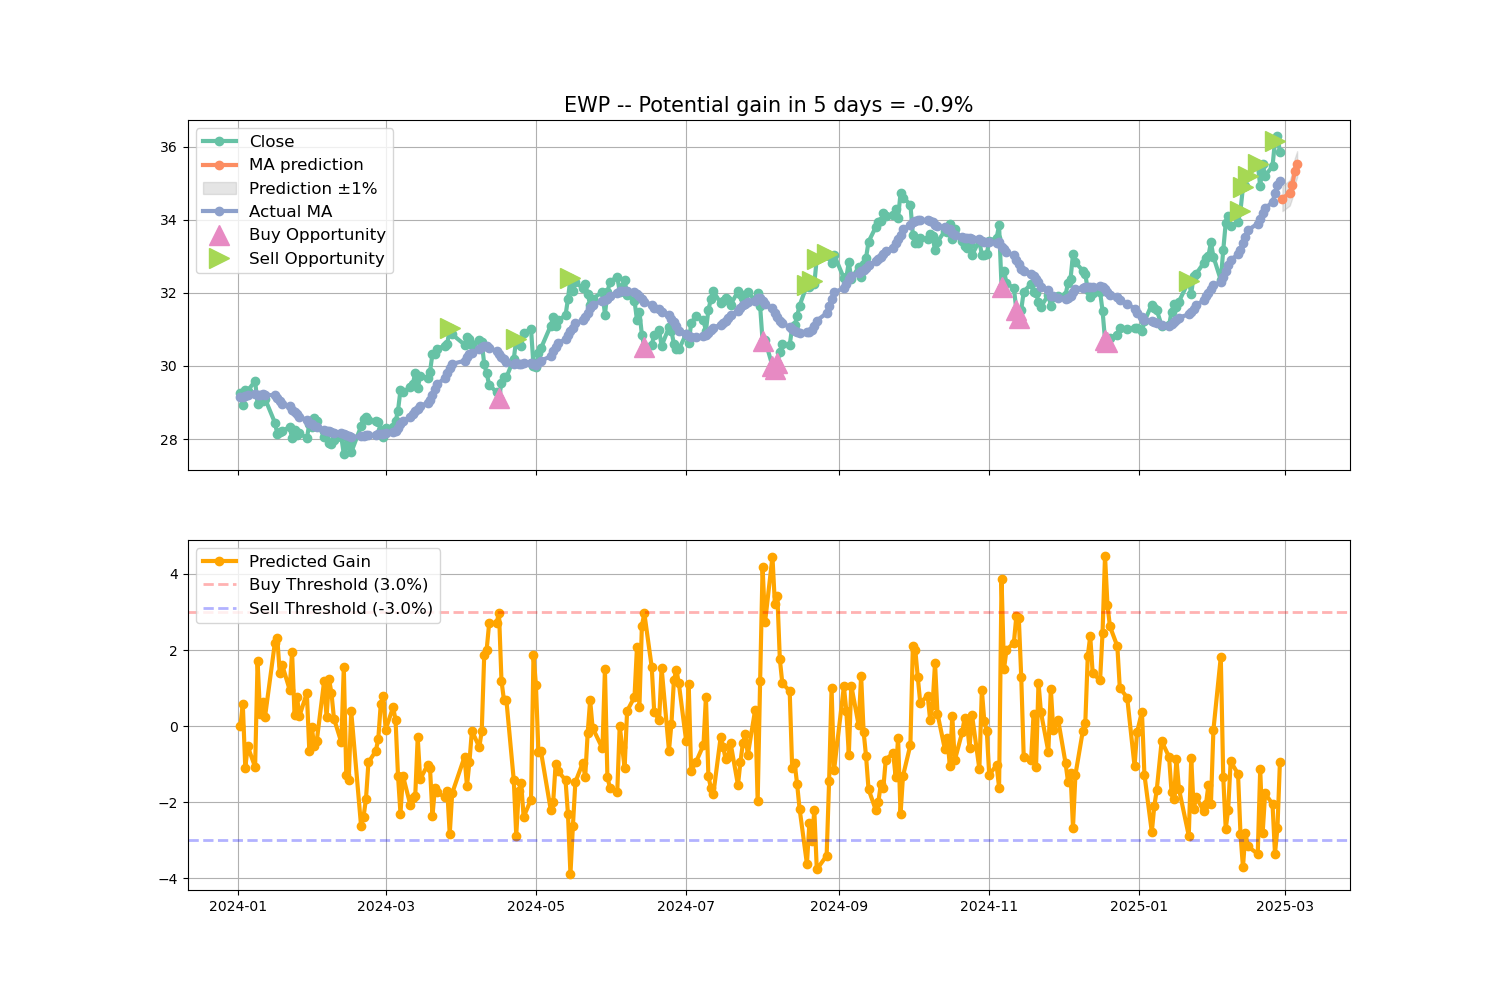 EWP -- Potential gain in 5 days = -0.9%
Close
MA prediction
Prediction ±1%
Actual MA
Buy Opportunity
Sell Opportunity
36
34
32
30
28
Predicted Gain
Buy Threshold (3.0%)
Sell Threshold (-3.0%)
4
2
0
−2
−4
2024-01 2024-03 2024-05 2024-07 2024-09 2024-11 2025-01 2025-03